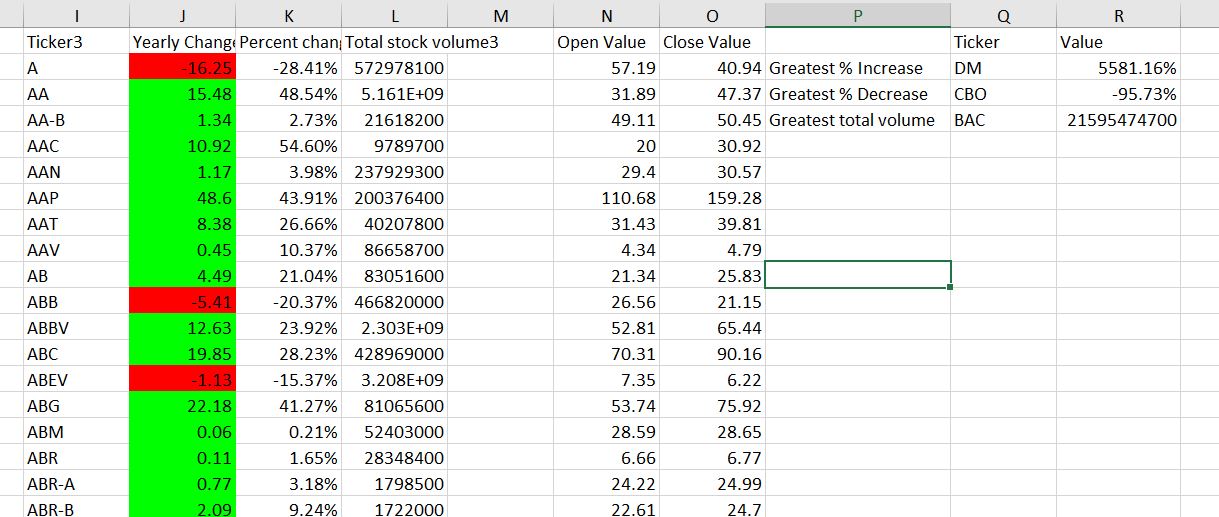 I J K L M N O P Q R
Ticker3 Yearly Change Percent chan Total stock volume3 Open Value Close Value Ticker Value
A -16.25 -28.41% 572978100 57.19 40.94 Greatest % Increase DM 5581.16%
AA 15.48 48.54% 5.161E+09 31.89 47.37 Greatest % Decrease CBO -95.73%
AA-B 1.34 2.73% 21618200 49.11 50.45 Greatest total volume BAC 21595474700
AAC 10.92 54.60% 9789700 20 30.92
AAN 1.17 3.98% 237929300 29.4 30.57
AAP 48.6 43.91% 200376400 110.68 159.28
AAT 8.38 26.66% 40207800 31.43 39.81
AAV 0.45 10.37% 86658700 4.34 4.79
AB 4.49 21.04% 83051600 21.34 25.83
ABB -5.41 -20.37% 466820000 26.56 21.15
ABBV 12.63 23.92% 2.303E+09 52.81 65.44
ABC 19.85 28.23% 428969000 70.31 90.16
ABEV -1.13 -15.37% 3.208E+09 7.35 6.22
ABG 22.18 41.27% 81065600 53.74 75.92
ABM 0.06 0.21% 52403000 28.59 28.65
ABR 0.11 1.65% 28348400 6.66 6.77
ABR-A 0.77 3.18% 1798500 24.22 24.99
ABR-B 2.09 9.24% 1722000 22.61 24.7